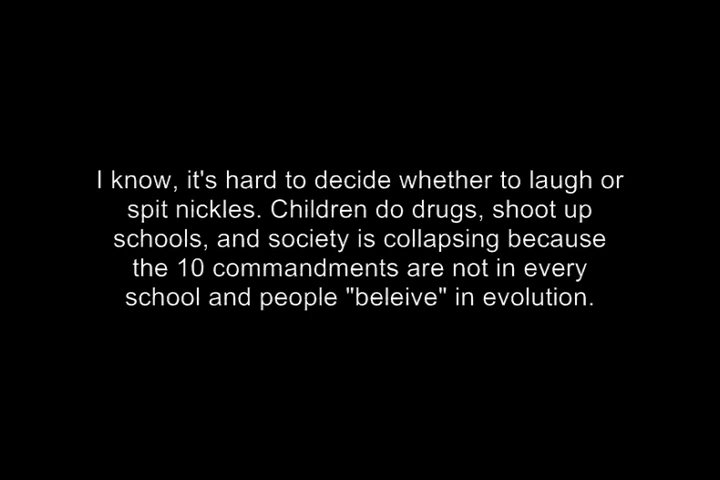 I know, it's hard to decide whether to laugh or
spit nickles. Children do drugs, shoot up
schools, and society is collapsing because
the 10 commandments are not in every
school and people "beleive" in evolution.